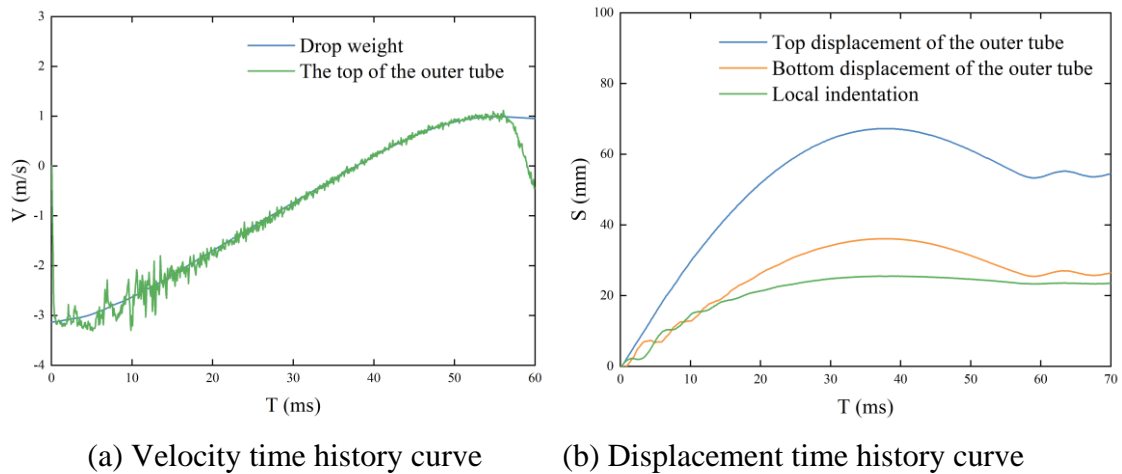 3
2
1
0
-1
-2
-3
-4
V (m/s)
Drop weight
The top of the outer tube
0 10 20 30 40 50 60
T (ms)
100
80
60
40
20
0
S (mm)
Top displacement of the outer tube
Bottom displacement of the outer tube
Local indentation
0 10 20 30 40 50 60 70
T (ms)
(a) Velocity time history curve
(b) Displacement time history curve